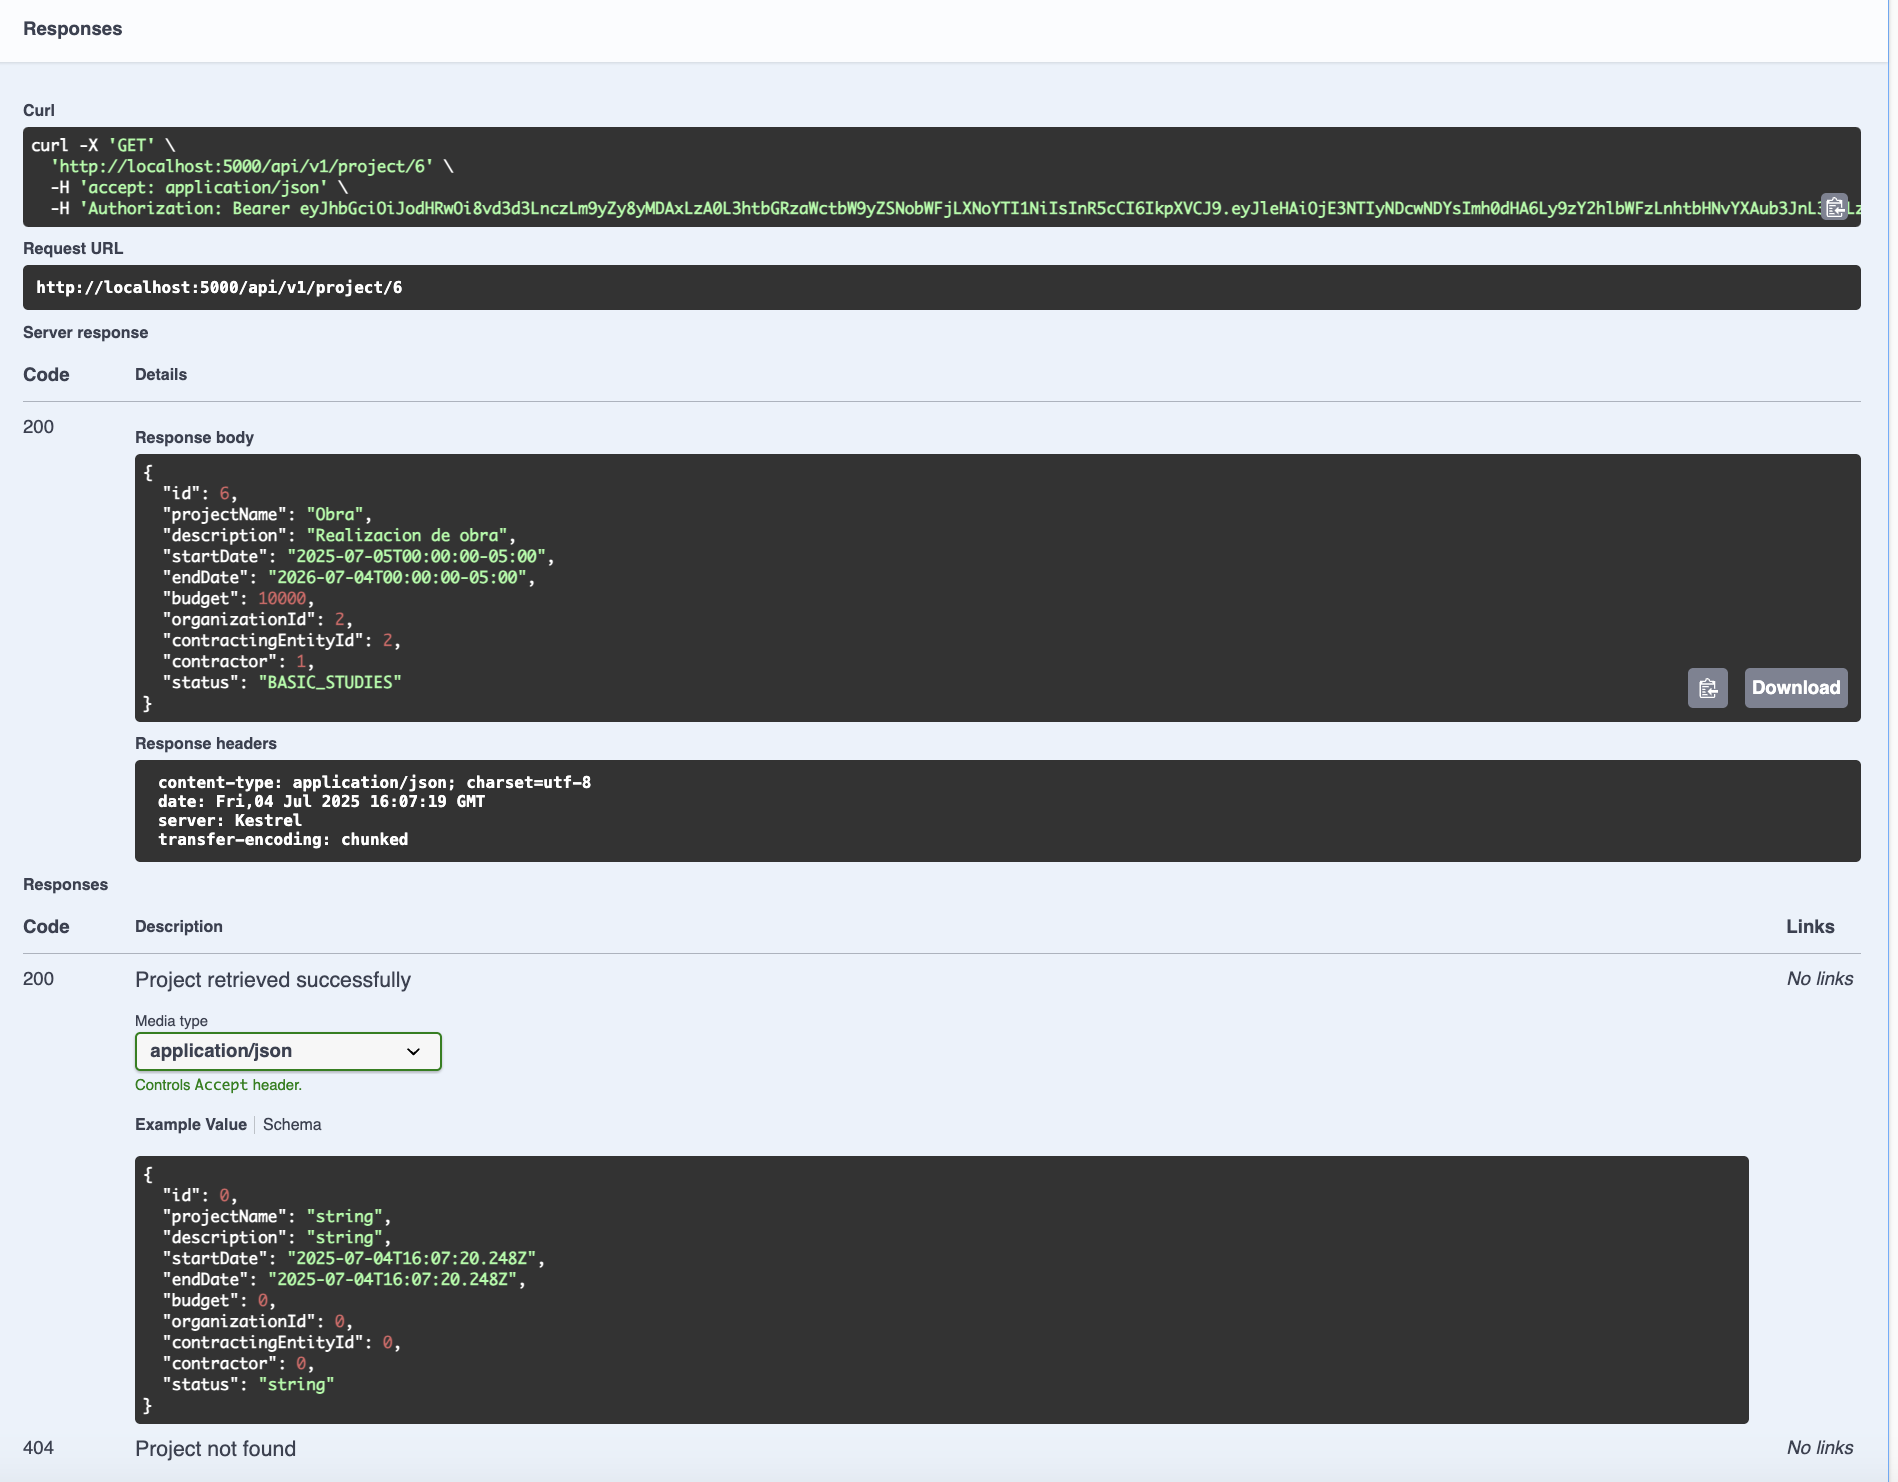 Responses
Curl
curl -X 'GET' \
'http://localhost:5000/api/v1/project/6' \
-H 'accept: application/json' \
-H 'Authorization: Bearer
Request URL
http://localhost:5000/api/v1/project/6
Server response
Code Details
200
Response body
{
"id": 6,
"projectName": "Obra",
"description": "Realizacion de obra",
"startDate": "2025-07-05T00:00:00-05:00",
"endDate": "2026-07-04T00:00:00-05:00",
"budget": 10000,
"organizationId": 2,
"contractingEntityId": 2,
"contractor": 1,
"status": "BASIC_STUDIES"
}
Download
Response headers
content-type: application/json; charset=utf-8
date: Fri,04 Jul 2025 16:07:19 GMT
server: Kestrel
transfer-encoding: chunked
Responses
Code Description Links
200 Project retrieved successfully No links
Media type
application/json
Controls Accept header.
Example Value Schema
{
"id": 0,
"projectName": "string",
"description": "string",
"startDate": "2025-07-04T16:07:20.248Z",
"endDate": "2025-07-04T16:07:20.248Z",
"budget": 0,
"organizationId": 0,
"contractingEntityId": 0,
"contractor": 0,
"status": "string"
}
404 Project not found No links